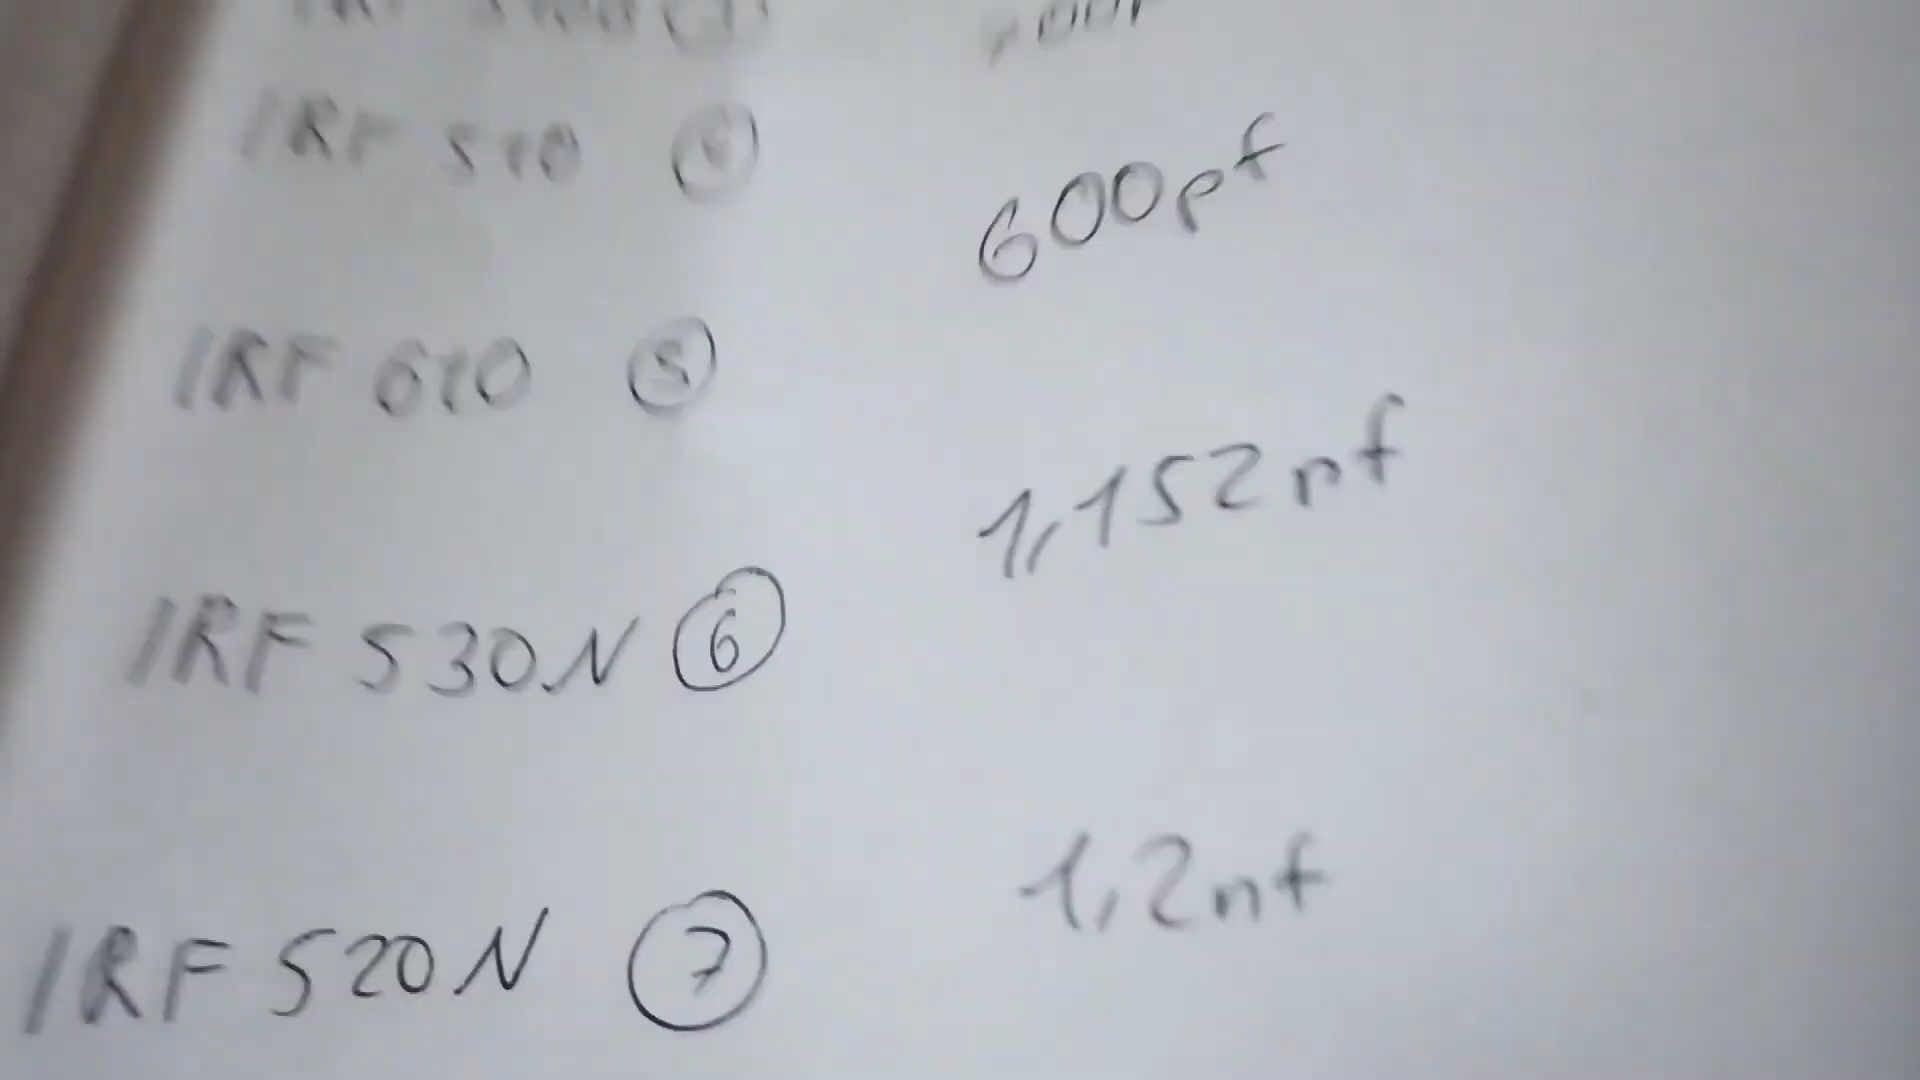 IRF 510 4
600pf
IRF 610 5
1,152nf
IRF 530N 6
1,2nf
IRF 520N 7